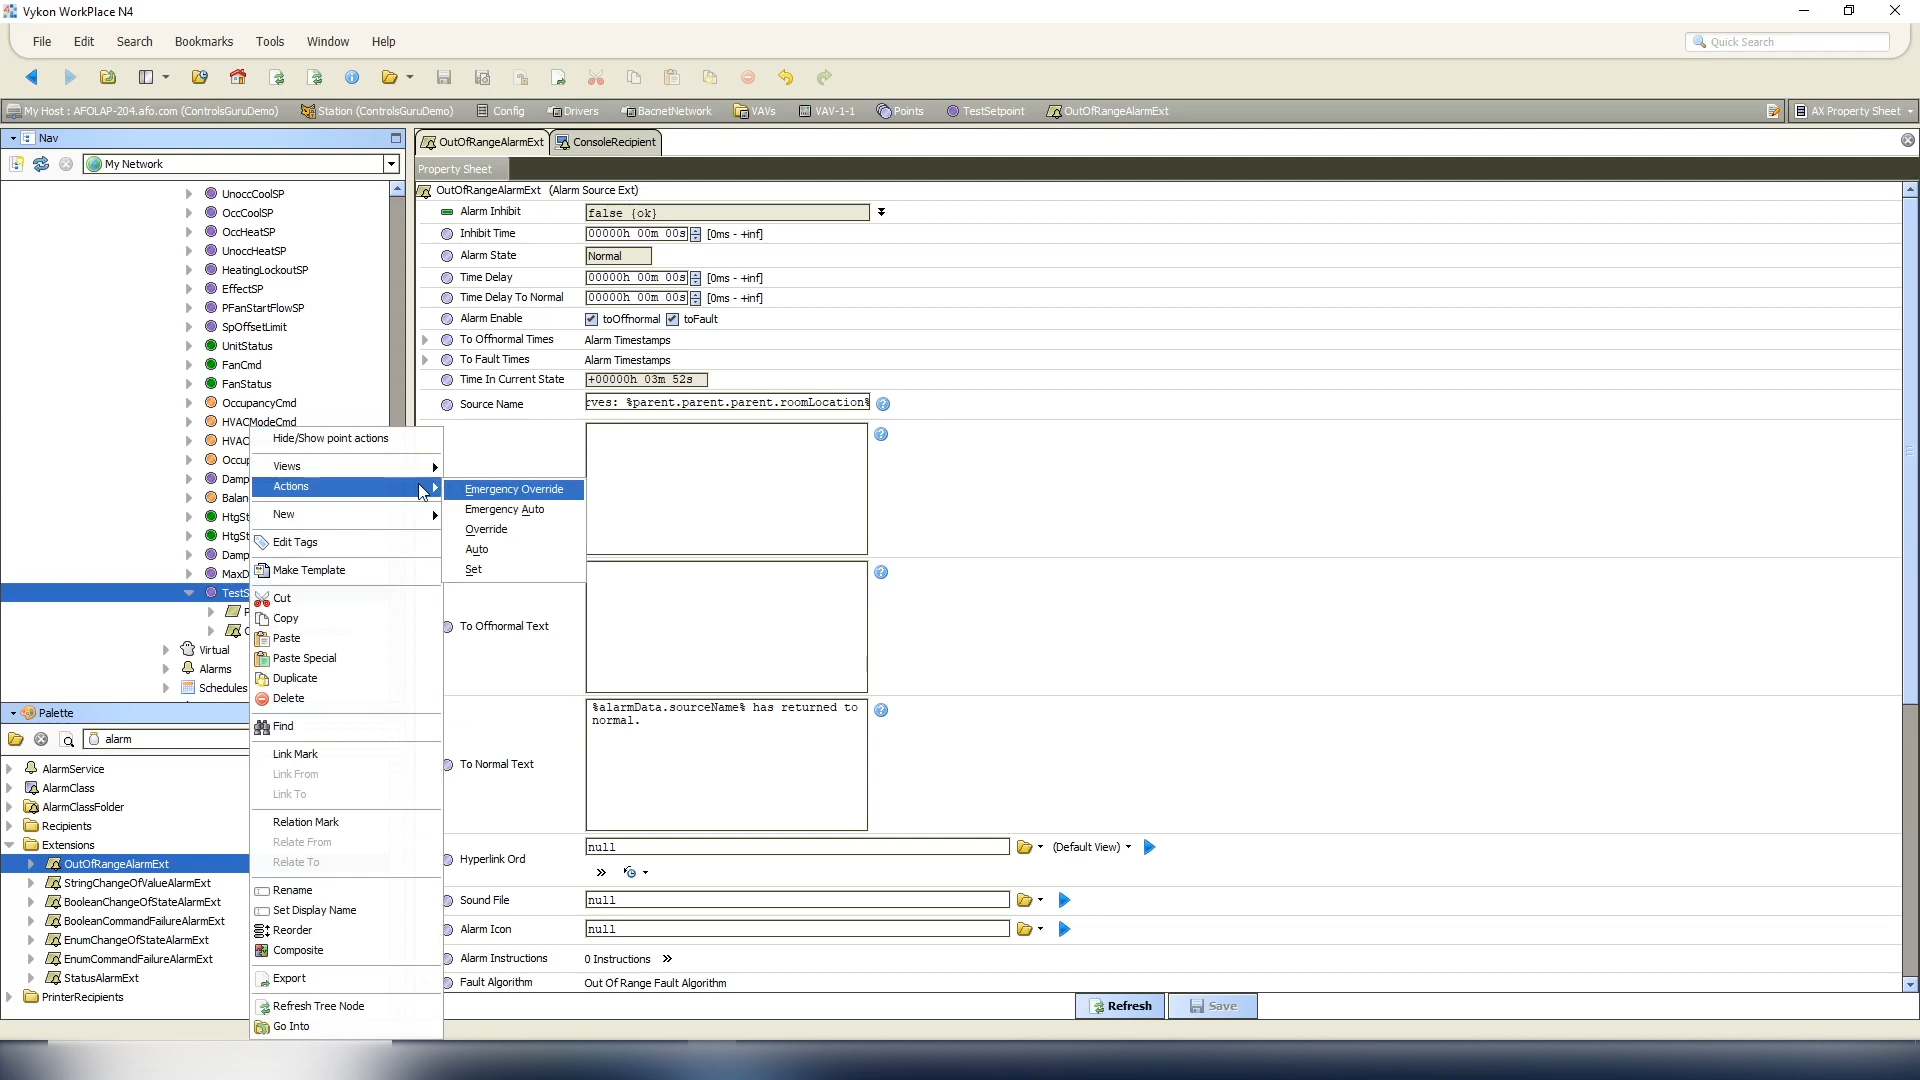 Vykon WorkPlace N4
File Edit Search Bookmarks Tools Window Help
Quick Search
My Host : AFOLAP-204.afo.com (ControlsGuruDemo) Station (ControlsGuruDemo) Config Drivers BacnetNetwork VAVs VAV-1-1 Points TestSetpoint OutOfRangeAlarmExt AX Property Sheet
Nav
My Network
UnoccCoolSP
OccCoolSP
OccHeatSP
UnoccHeatSP
HeatingLockoutSP
EffectSP
PFanStartFlowSP
SpOffsetLimit
UnitStatus
FanCmd
FanStatus
OccupancyCmd
HVACModeCmd
HVAC
Occup
Damp
Balan
HtgSt
HtgSt
Damp
MaxD
TestS
Virtual
Alarms
Schedules
Hide/Show point actions
Views
Actions
New
Edit Tags
Make Template
Cut
Copy
Paste
Paste Special
Duplicate
Delete
Find
Link Mark
Link From
Link To
Relation Mark
Relate From
Relate To
Rename
Set Display Name
Reorder
Composite
Export
Refresh Tree Node
Go Into
Emergency Override
Emergency Auto
Override
Auto
Set
Palette
alarm
AlarmService
AlarmClass
AlarmClassFolder
Recipients
Extensions
OutOfRangeAlarmExt
StringChangeOfValueAlarmExt
BooleanChangeOfStateAlarmExt
BooleanCommandFailureAlarmExt
EnumChangeOfStateAlarmExt
EnumCommandFailureAlarmExt
StatusAlarmExt
PrinterRecipients
OutOfRangeAlarmExt ConsoleRecipient
Property Sheet
OutOfRangeAlarmExt (Alarm Source Ext)
Alarm Inhibit false {ok}
Inhibit Time 00000h 00m 00s [0ms - +inf]
Alarm State Normal
Time Delay 00000h 00m 00s [0ms - +inf]
Time Delay To Normal 00000h 00m 00s [0ms - +inf]
Alarm Enable toOffnormal toFault
To Offnormal Times Alarm Timestamps
To Fault Times Alarm Timestamps
Time In Current State +00000h 03m 52s
Source Name rves: %parent.parent.parent.roomLocation%
To Offnormal Text
To Normal Text %alarmData.sourceName% has returned to
normal.
Hyperlink Ord null (Default View)
Sound File null
Alarm Icon null
Alarm Instructions 0 Instructions
Fault Algorithm Out Of Range Fault Algorithm
Refresh Save